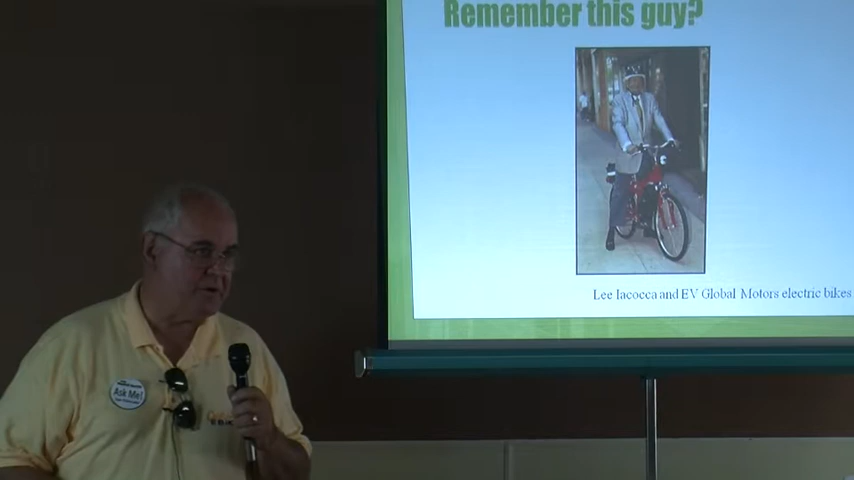 Remember this guy?
Lee Iacocca and EV Global Motors electric bikes
Ask Me!